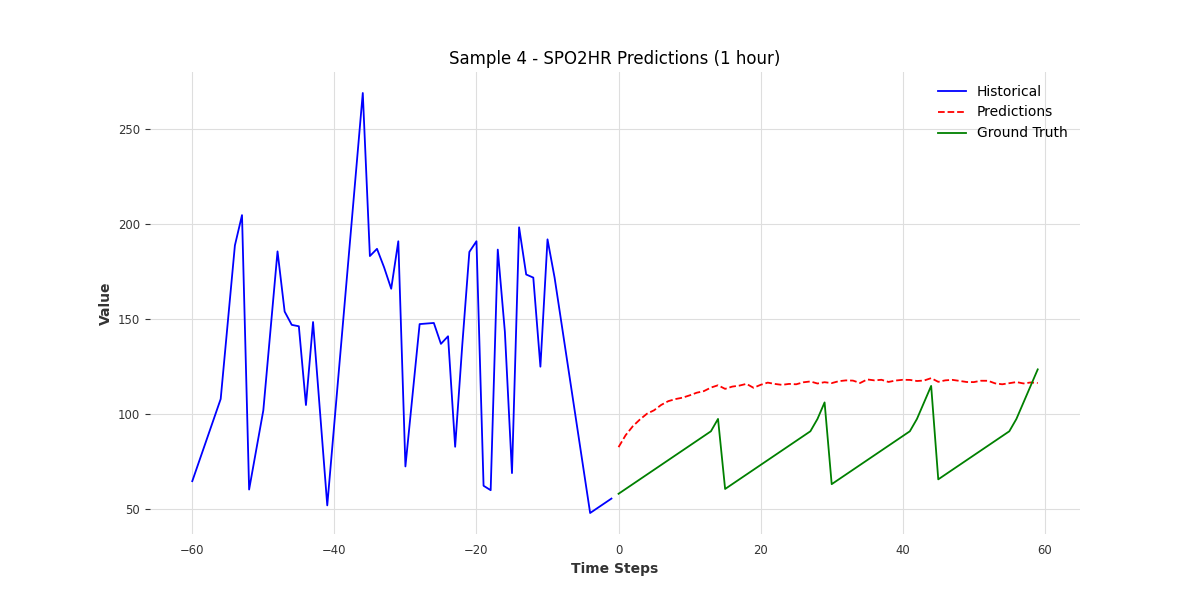 Sample 4 - SPO2HR Predictions (1 hour)
Historical
Predictions
Ground Truth
Value
250
200
150
100
50
−60
−40
−20
0
20
40
60
Time Steps